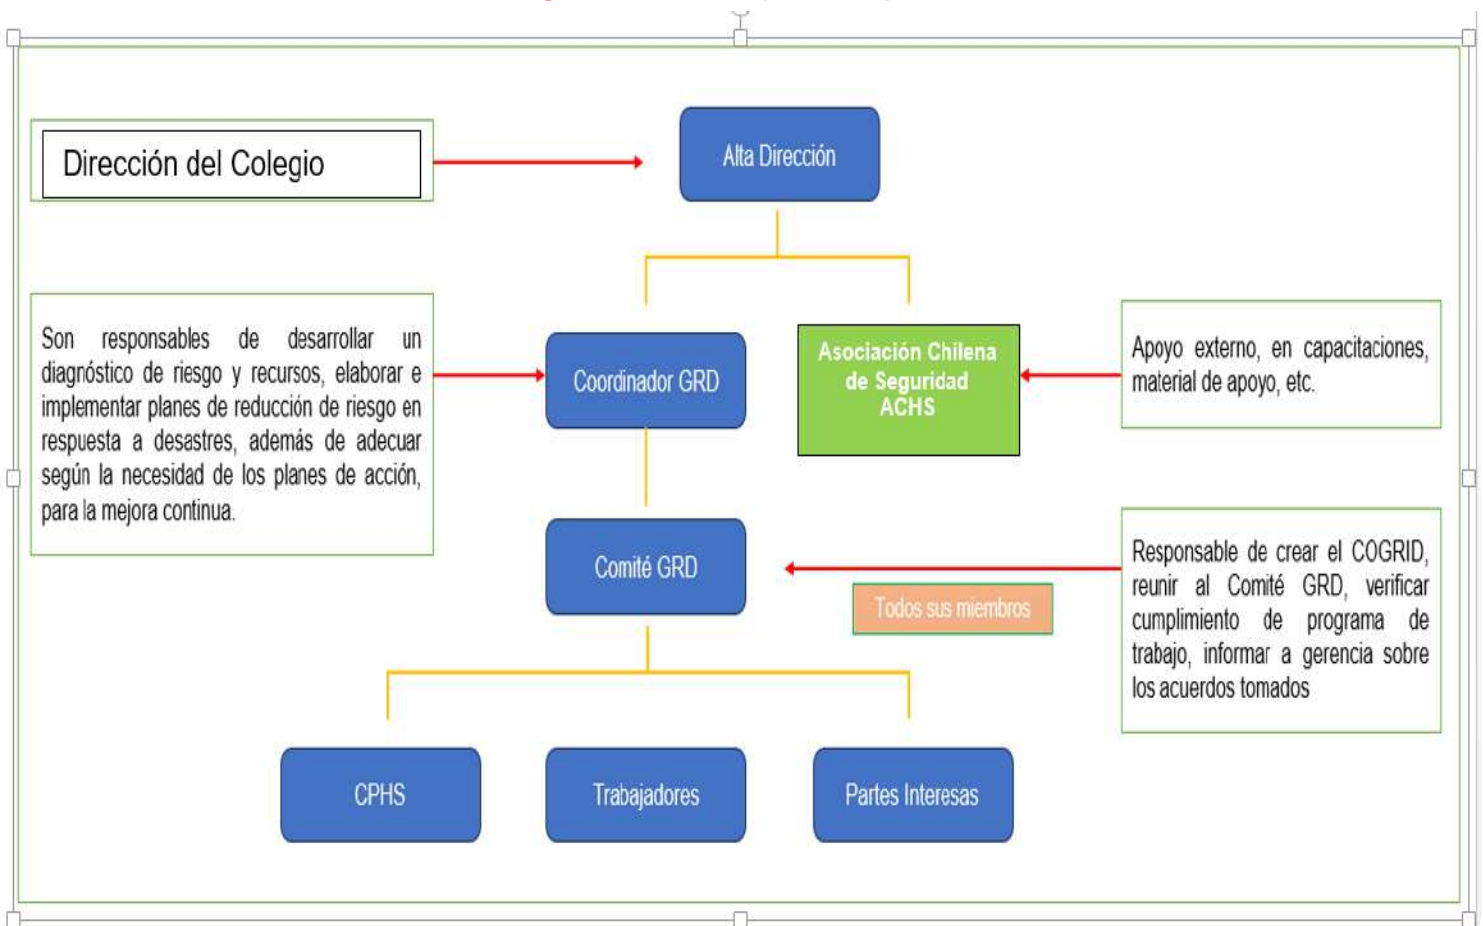 Dirección del Colegio
Alta Dirección
Son responsables de desarrollar un
diagnóstico de riesgo y recursos, elaborar e
implementar planes de reducción de riesgo en
respuesta a desastres, además de adecuar
según la necesidad de los planes de acción,
para la mejora continua.
Coordinador GRD
Asociación Chilena
de Seguridad
ACHS
Apoyo externo, en capacitaciones,
material de apoyo, etc.
Comité GRD
Todos sus miembros
Responsable de crear el COGRID,
reunir al Comité GRD, verificar
cumplimiento de programa de
trabajo, informar a gerencia sobre
los acuerdos tomados
CPHS
Trabajadores
Partes Interesas